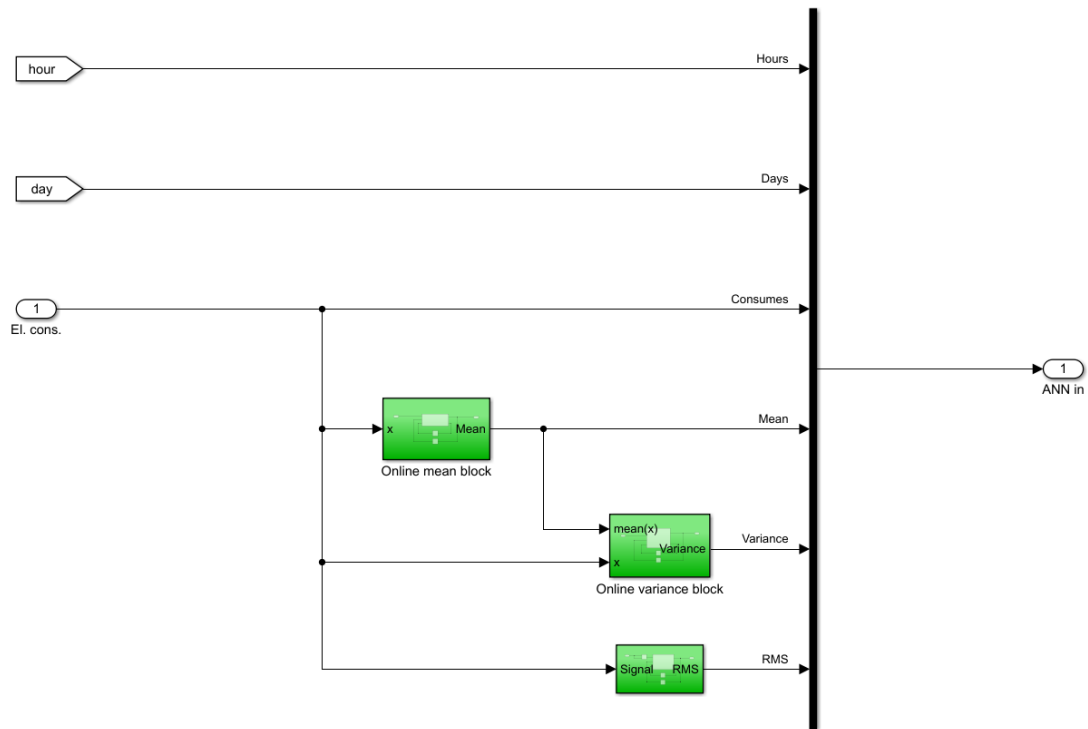 Hours
hour
Days
day
Consumes
1
El. cons.
1
ANN in
Mean
x
Mean
Online mean block
mean(x)
Variance
Variance
x
Online variance block
RMS
Signal
RMS